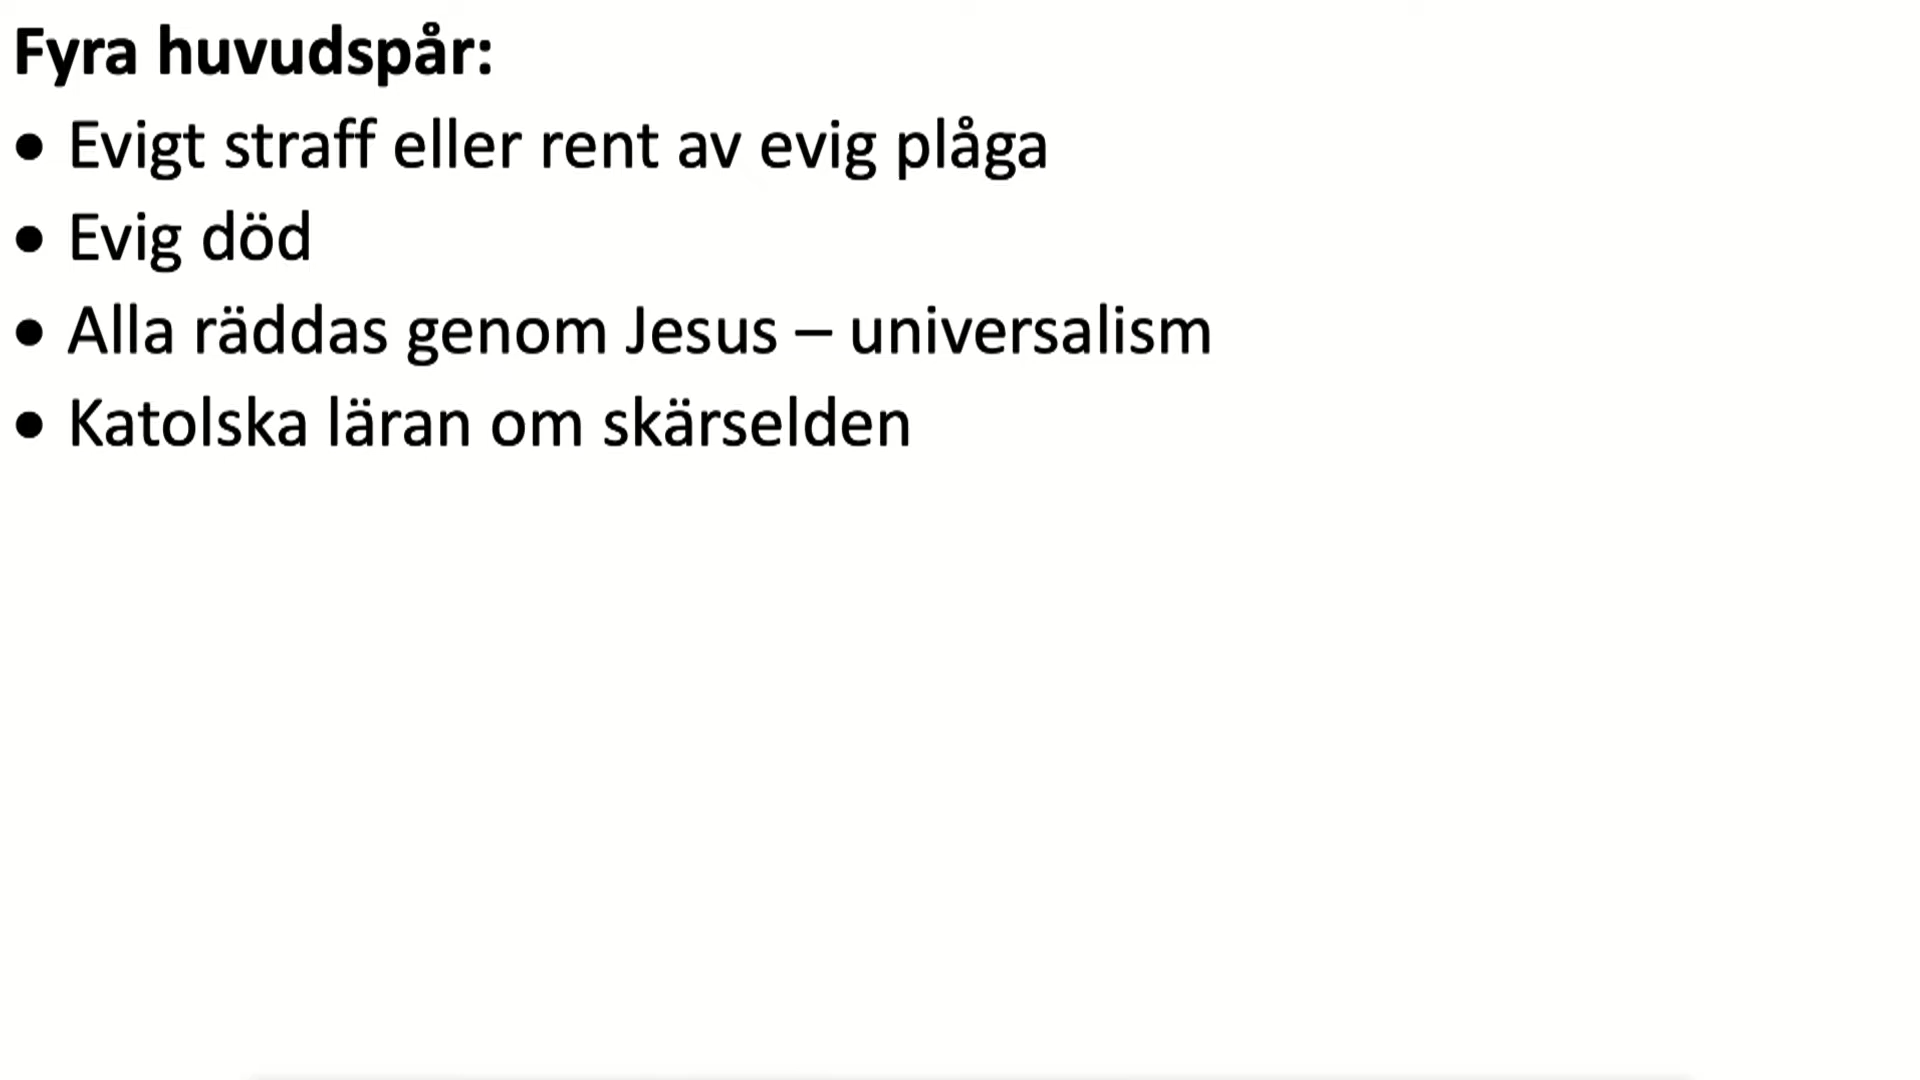 Fyra huvudspår:
• Evigt straff eller rent av evig plåga
• Evig död
• Alla räddas genom Jesus – universalism
• Katolska läran om skärselden